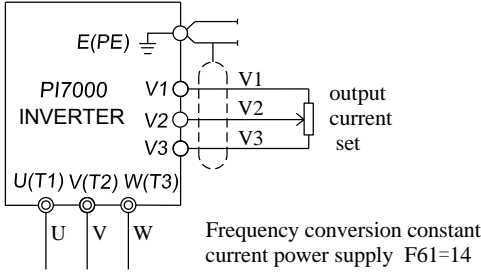 E(PE)
PI7000
INVERTER
V1
V2
V3
V1
V2
V3
output
current
set
U(T1) V(T2) W(T3)
U V W
Frequency conversion constant
current power supply F61=14